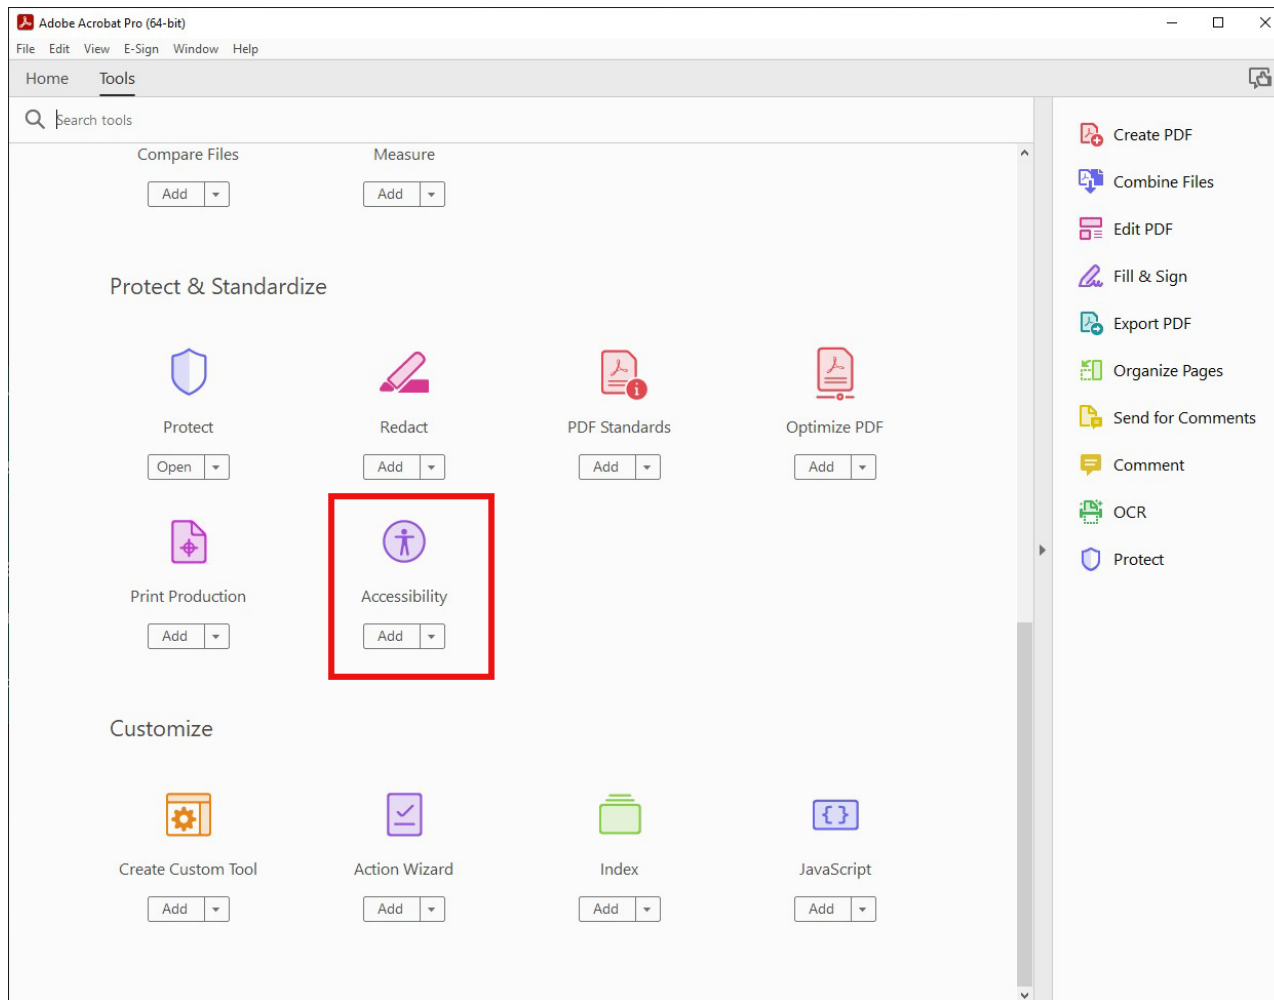 Adobe Acrobat Pro (64-bit)
File Edit View E-Sign Window Help
Home Tools
Search tools
Compare Files Measure
Add Add
Protect & Standardize
Protect Redact PDF Standards Optimize PDF
Open Add Add Add
Print Production Accessibility
Add Add
Customize
Create Custom Tool Action Wizard Index JavaScript
Add Add Add Add
Create PDF
Combine Files
Edit PDF
Fill & Sign
Export PDF
Organize Pages
Send for Comments
Comment
OCR
Protect